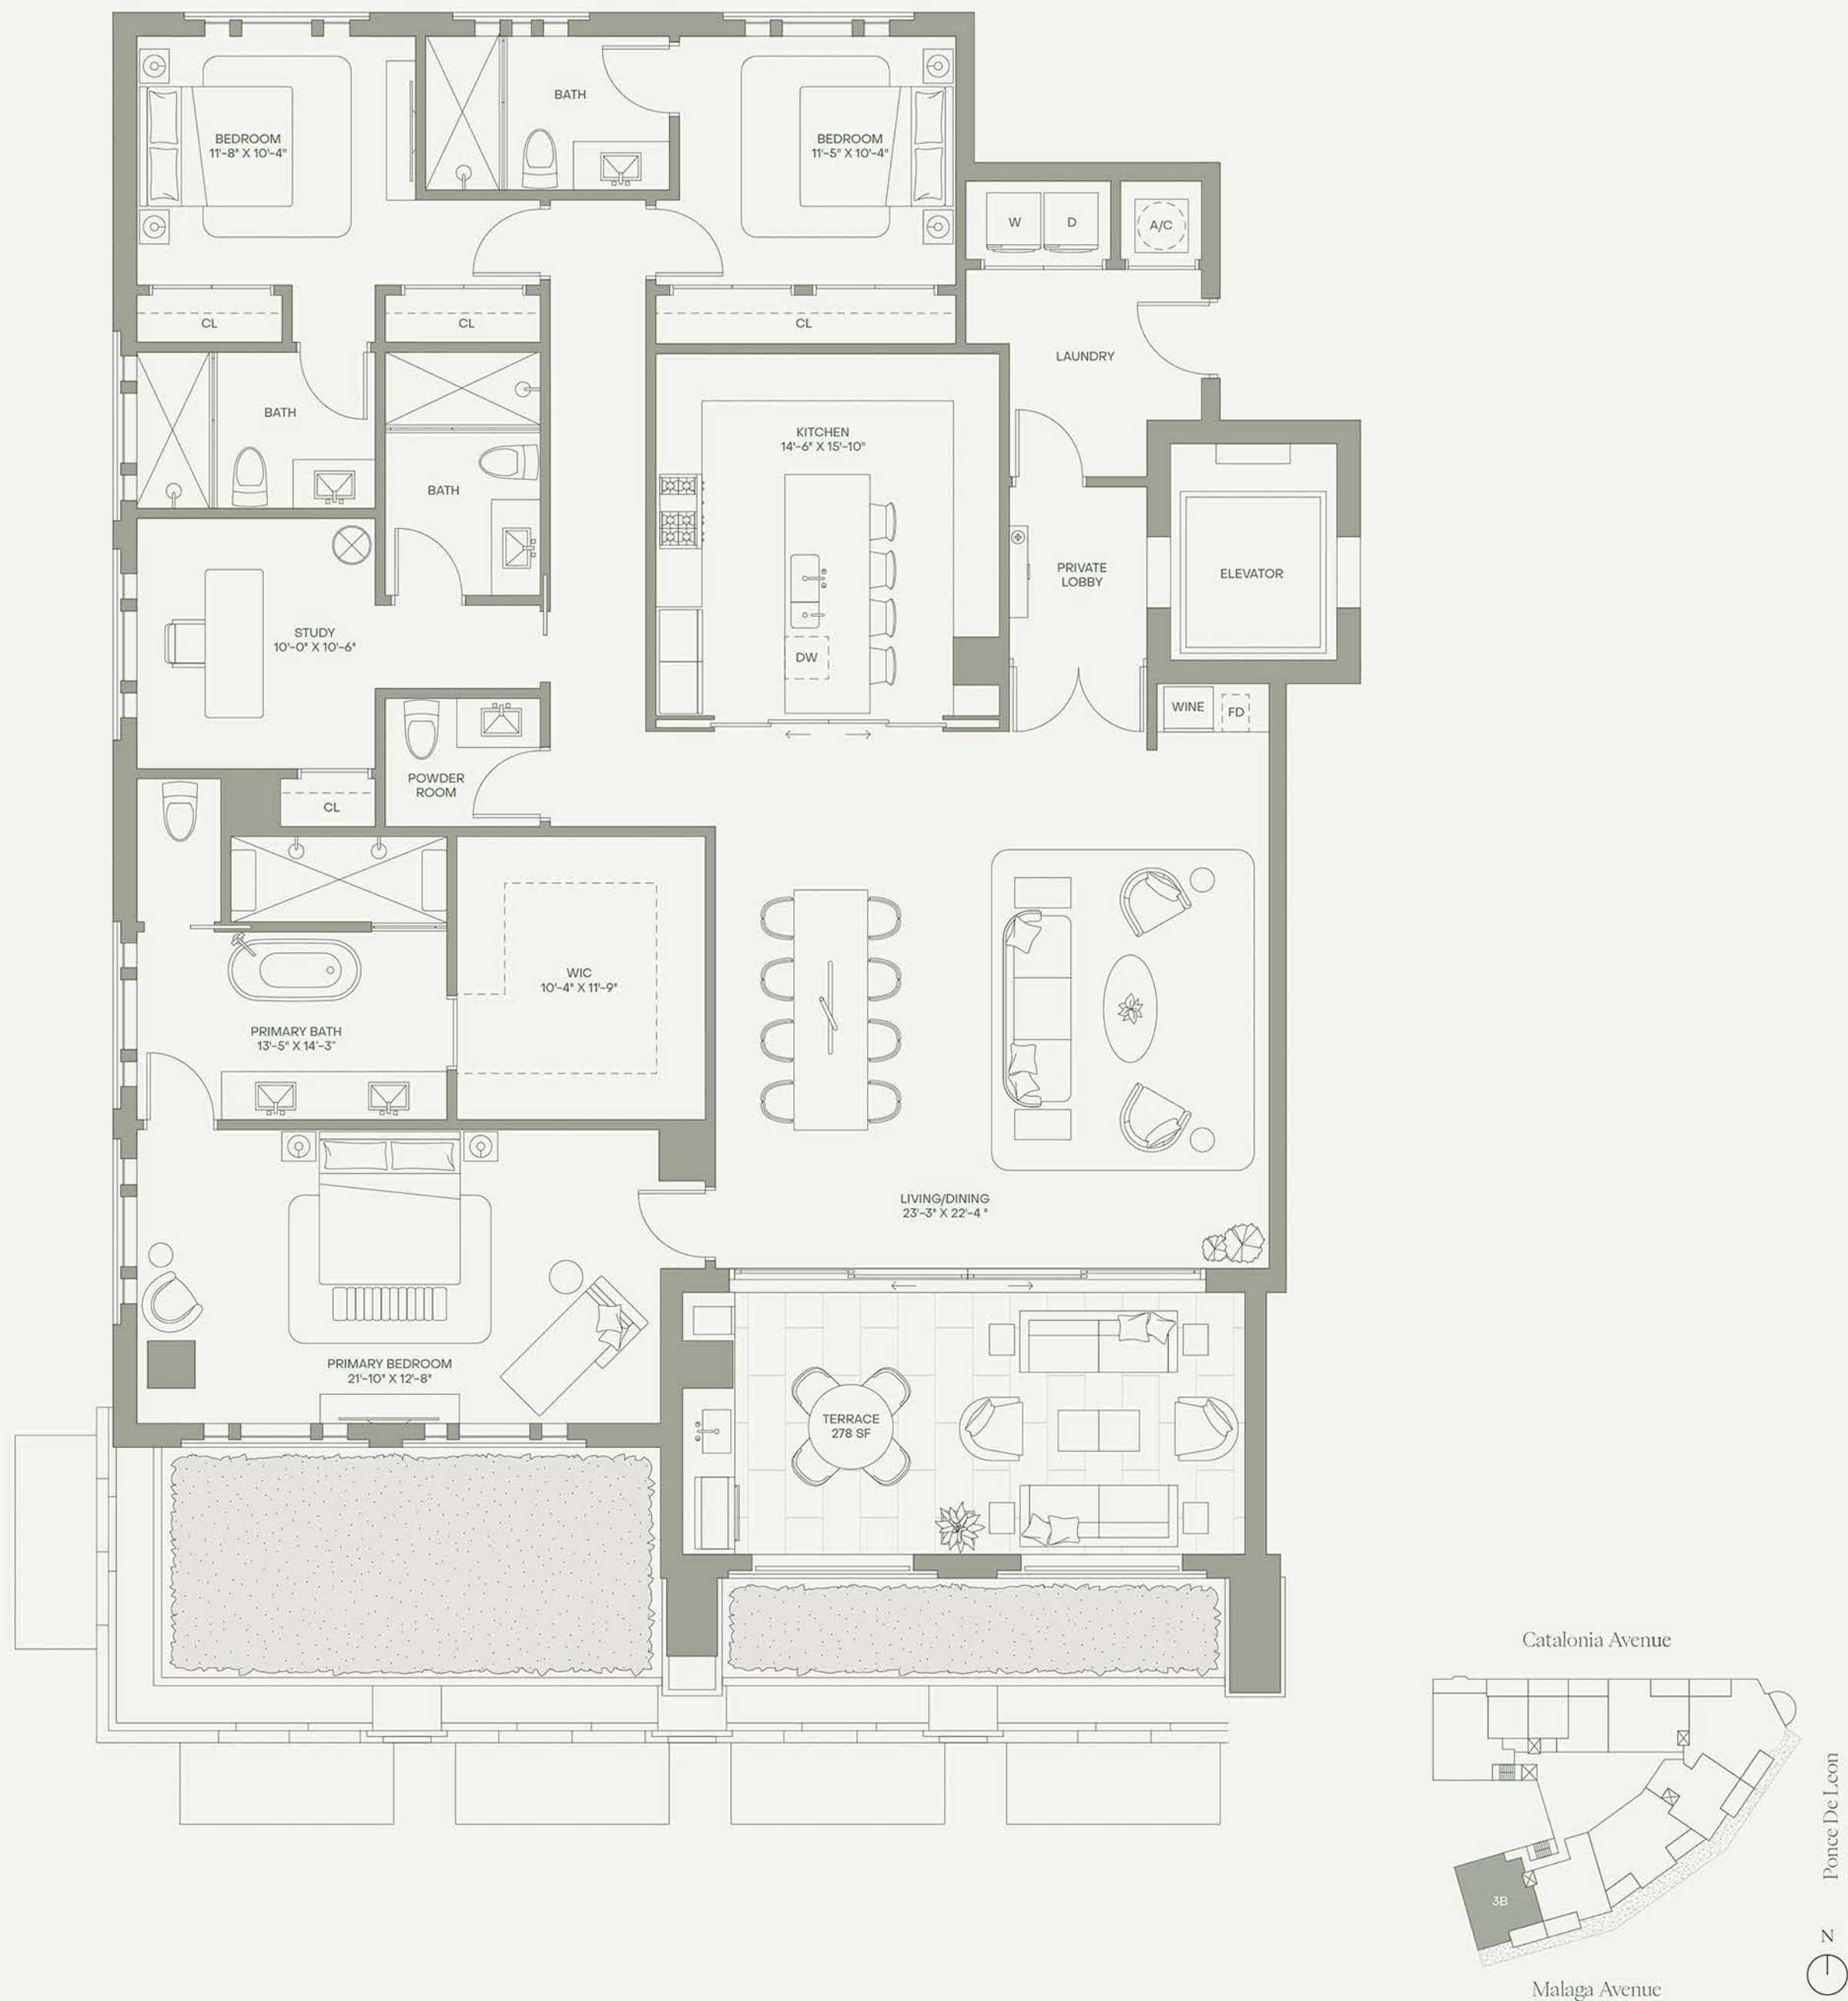 BATH
BEDROOM
11'-8" X 10'-4"
BEDROOM
11'-5" X 10'-4"
W
D
A/C
CL
CL
CL
LAUNDRY
BATH
KITCHEN
14'-6" X 15'-10"
BATH
PRIVATE
LOBBY
ELEVATOR
STUDY
10'-0" X 10'-6"
DW
WINE
FD
POWDER
ROOM
CL
WIC
10'-4" X 11'-9"
PRIMARY BATH
13'-5" X 14'-3"
LIVING/DINING
23'-3" X 22'-4 "
PRIMARY BEDROOM
21'-10" X 12'-8"
TERRACE
278 SF
Catalonia Avenue
Ponce De Leon
3B
N
Malaga Avenue